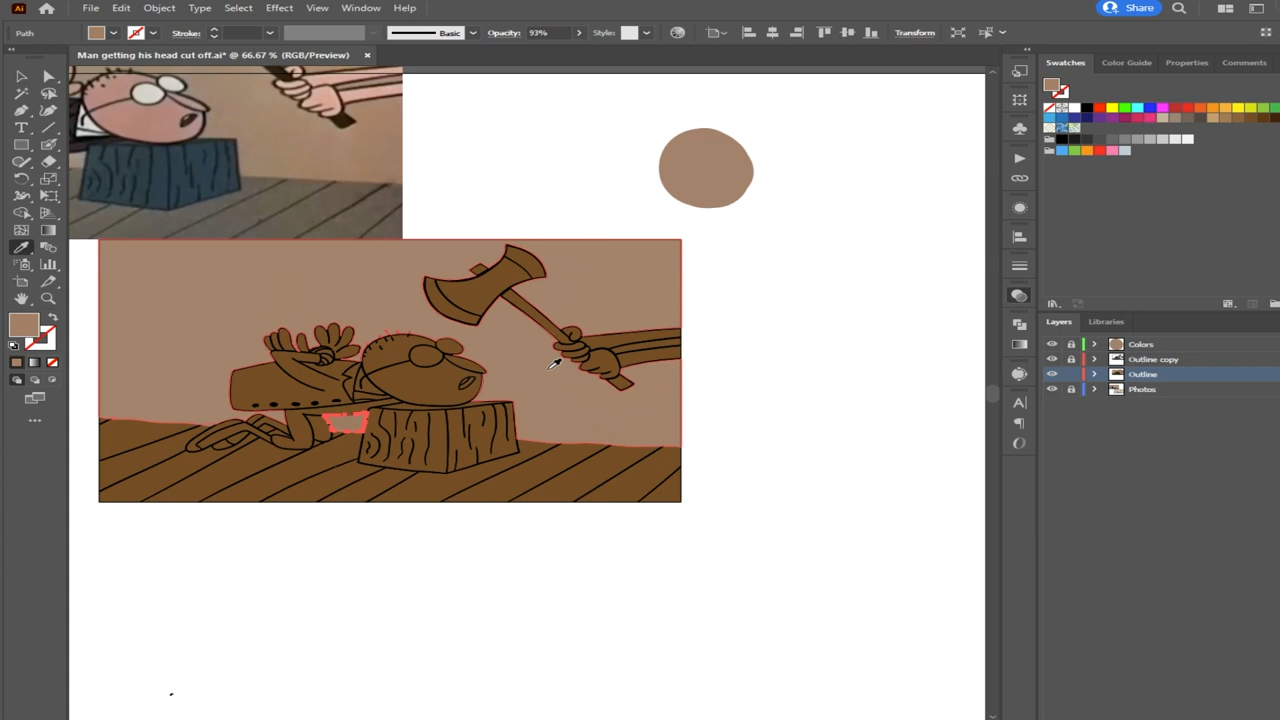 Ai File Edit Object Type Select Effect View Window Help Share
Path Stroke: Basic Opacity: 93% Style: Transform
Man getting his head cut off.ai* @ 66.67 % (RGB/Preview) ×
Swatches Color Guide Properties Comments
Layers Libraries
Colors
Outline copy
Outline
Photos